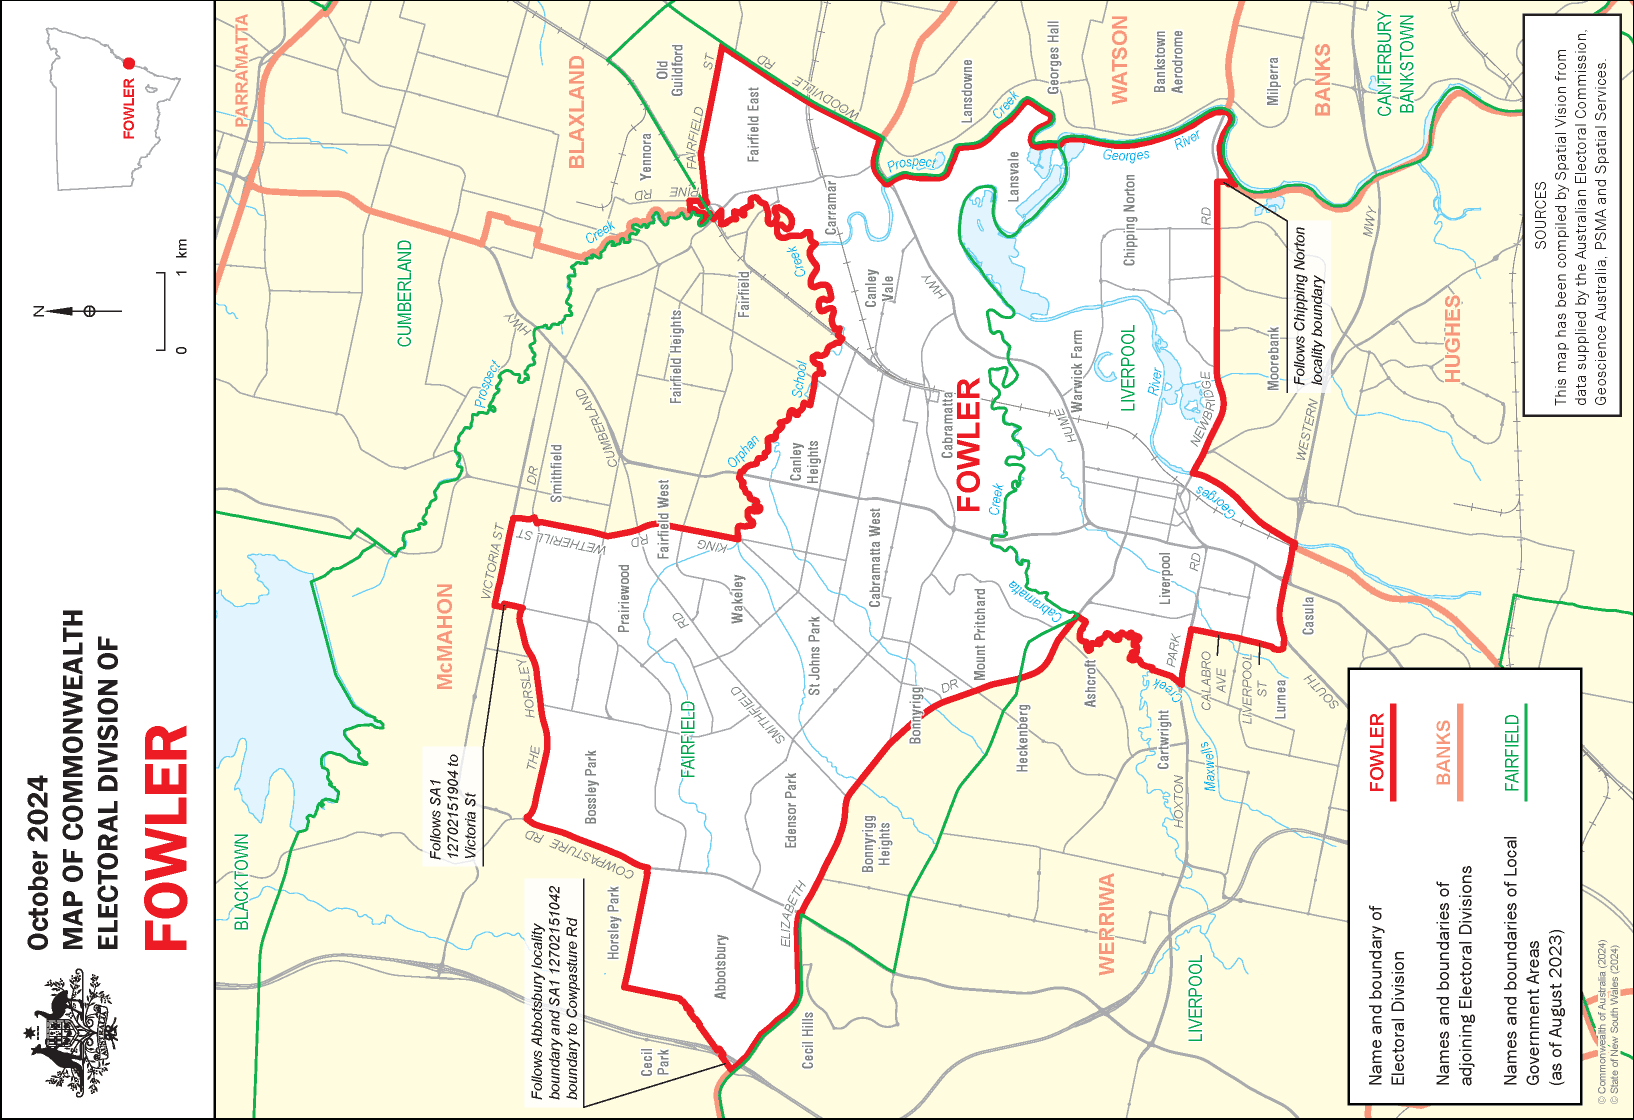 October 2024
MAP OF COMMONWEALTH
ELECTORAL DIVISION OF
FOWLER
N
0 1 km
FOWLER
BLACKTOWN
McMAHON
CUMBERLAND
PARRAMATTA
BLAXLAND
WATSON
BANKS
CANTERBURY
BANKSTOWN
HUGHES
WERRIWA
LIVERPOOL
LIVERPOOL
FAIRFIELD
FOWLER
Follows SA1
12702151904 to
Victoria St
Follows Abbotsbury locality
boundary and SA1 12702151042
boundary to Cowpasture Rd
Follows Chipping Norton
locality boundary
Old
Guildford
Yennora
Fairfield East
Lansdowne
Georges Hall
Bankstown
Aerodrome
Milperra
Lansvale
Carramar
Chipping Norton
Canley
Vale
Fairfield
Fairfield Heights
Smithfield
Fairfield West
Canley
Heights
Cabramatta
Warwick Farm
Moorebank
Prairiewood
Wakeley
Cabramatta West
St Johns Park
Mount Pritchard
Liverpool
Casula
Lurnea
Ashcroft
Cartwright
Heckenberg
Bonnyrigg
Bonnyrigg
Heights
Edensor Park
Bossley Park
Horsley Park
Abbotsbury
Cecil
Park
Cecil Hills
VICTORIA ST
WETHERILL ST
KING RD
THE HORSLEY DR
COWPASTURE RD
ELIZABETH DR
SMITHFIELD RD
CUMBERLAND HWY
FAIRFIELD ST
PINE RD
WOODVILLE RD
HUME HWY
NEWBRIDGE RD
WESTERN MWY
SOUTH
HOXTON PARK RD
CALABRO
AVE
LIVERPOOL
ST
Prospect Creek
Prospect Creek
Orphan School Creek
Cabramatta Creek
Georges River
Georges River
Maxwells Creek
FOWLER
Name and boundary of
Electoral Division
BANKS
Names and boundaries of
adjoining Electoral Divisions
FAIRFIELD
Names and boundaries of Local
Government Areas
(as of August 2023)
SOURCES
This map has been compiled by Spatial Vision from
data supplied by the Australian Electoral Commission,
Geoscience Australia, PSMA and Spatial Services.
© Commonwealth of Australia (2024)
© State of New South Wales (2024)